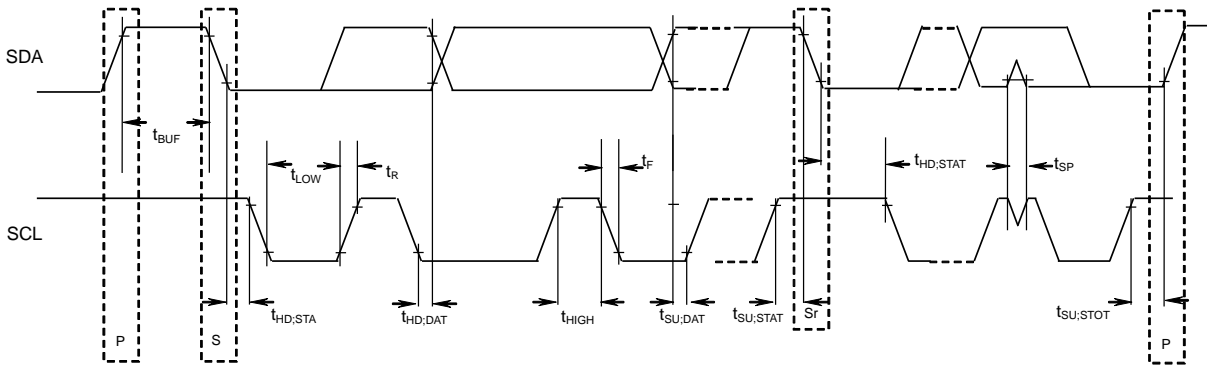 SDA
tBUF
tLOW
tR
tF
tHD;STAT
tSP
SCL
tHD;STA
tHD;DAT
tHIGH
tSU;DAT
tSU;STAT
Sr
tSU;STOT
P
S
P